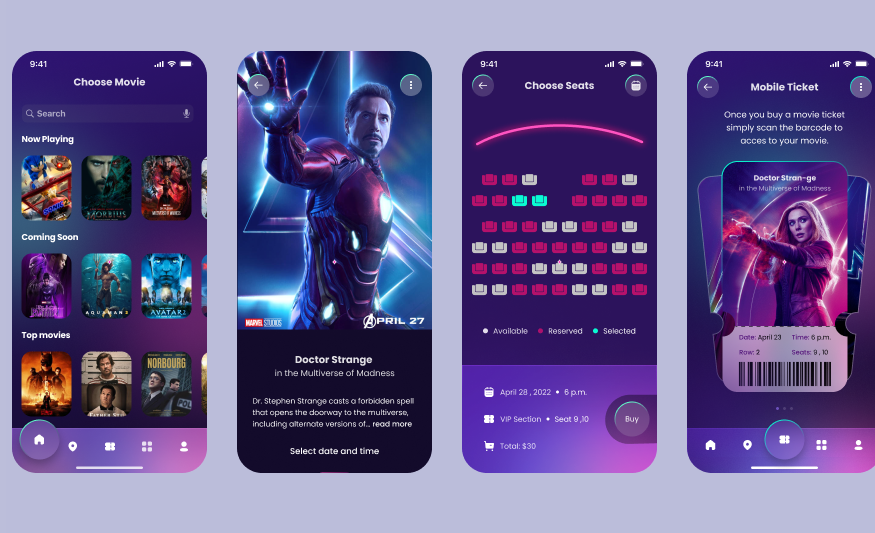 9:41
Choose Movie
Search
Now Playing
MORBIUS
Coming Soon
AQUAMAN 2
AVATAR 2
Top movies
NORBOURG
MARVEL STUDIOS
APRIL 27
Doctor Strange
in the Multiverse of Madness
Dr. Stephen Strange casts a forbidden spell
that opens the doorway to the multiverse,
including alternate versions of... read more
Select date and time
9:41
Choose Seats
Available
Reserved
Selected
April 28 , 2022 • 6 p.m.
VIP Section • Seat 9 ,10
Total: $30
Buy
9:41
Mobile Ticket
Once you buy a movie ticket
simply scan the barcode to
acces to your movie.
Doctor Stran-ge
in the Multiverse of Madness
Date: April 23
Time: 6 p.m.
Row: 2
Seats: 9 , 10